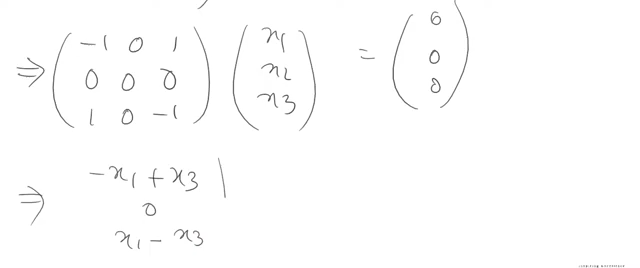 ⇒ ( -1 0 1 ) ( x1 ) = ( 0 )
( 0 0 0 ) ( x2 ) ( 0 )
( 1 0 -1 ) ( x3 ) ( 0 )
⇒ -x1 + x3
0
x1 - x3